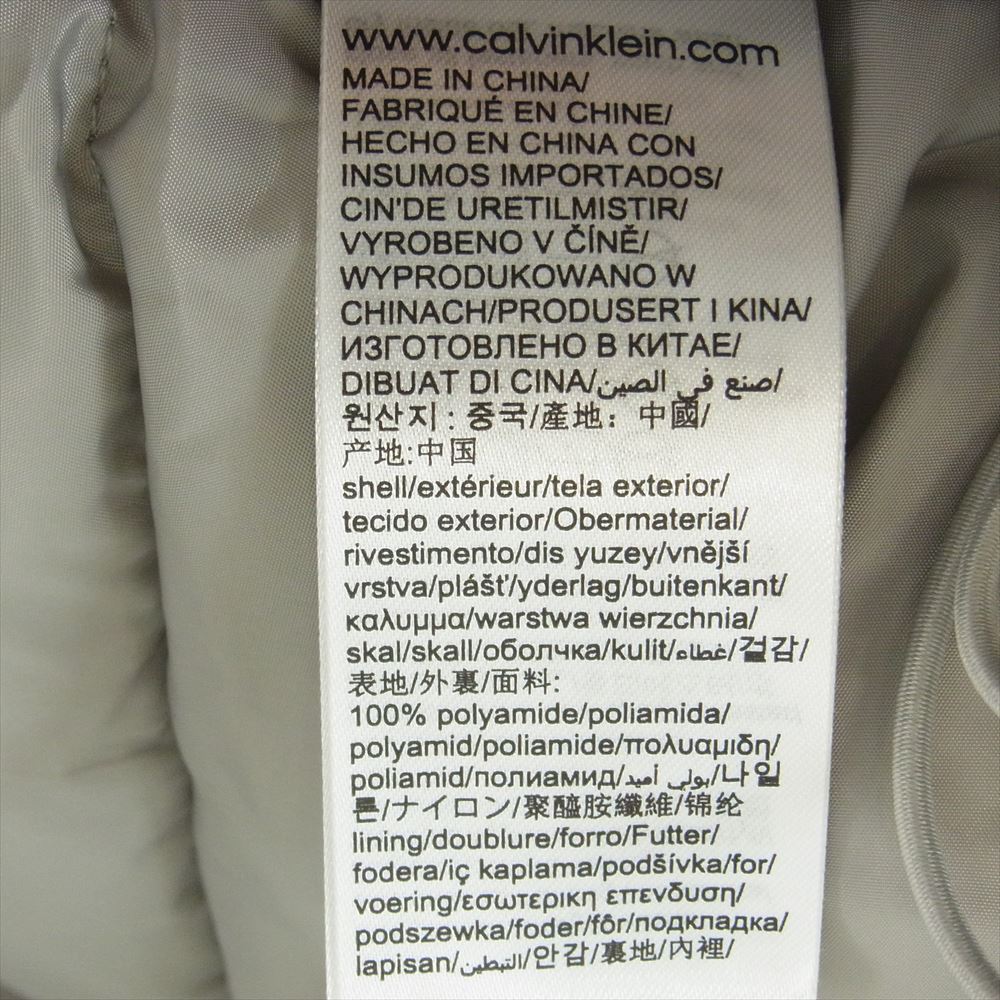 www.calvinklein.com
MADE IN CHINA/
FABRIQUÉ EN CHINE/
HECHO EN CHINA CON
INSUMOS IMPORTADOS/
CIN'DE URETILMISTIR/
VYROBENO V ČÍNĚ/
WYPRODUKOWANO W
CHINACH/PRODUSERT I KINA/
ИЗГОТОВЛЕНО В КИТАЕ/
DIBUAT DI CINA/صنع في الصين/
원산지: 중국/產地: 中國/
产地:中国
shell/extérieur/tela exterior/
tecido exterior/Obermaterial/
rivestimento/dis yuzey/vnější
vrstva/plášť/yderlag/buitenkant/
καλυμμα/warstwa wierzchnia/
skal/skall/оболчка/kulit/غطاء/겉감/
表地/外裏/面料:
100% polyamide/poliamida/
polyamid/poliamide/πολυαμιδη/
poliamid/полиамид/بولي أميد/나일
론/ナイロン/聚醯胺纖維/锦纶
lining/doublure/forro/Futter/
fodera/iç kaplama/podšívka/for/
voering/εσωτερικη επενδυση/
podszewka/foder/fôr/подкладка/
lapisan/التبطين/안감/裏地/內裡/